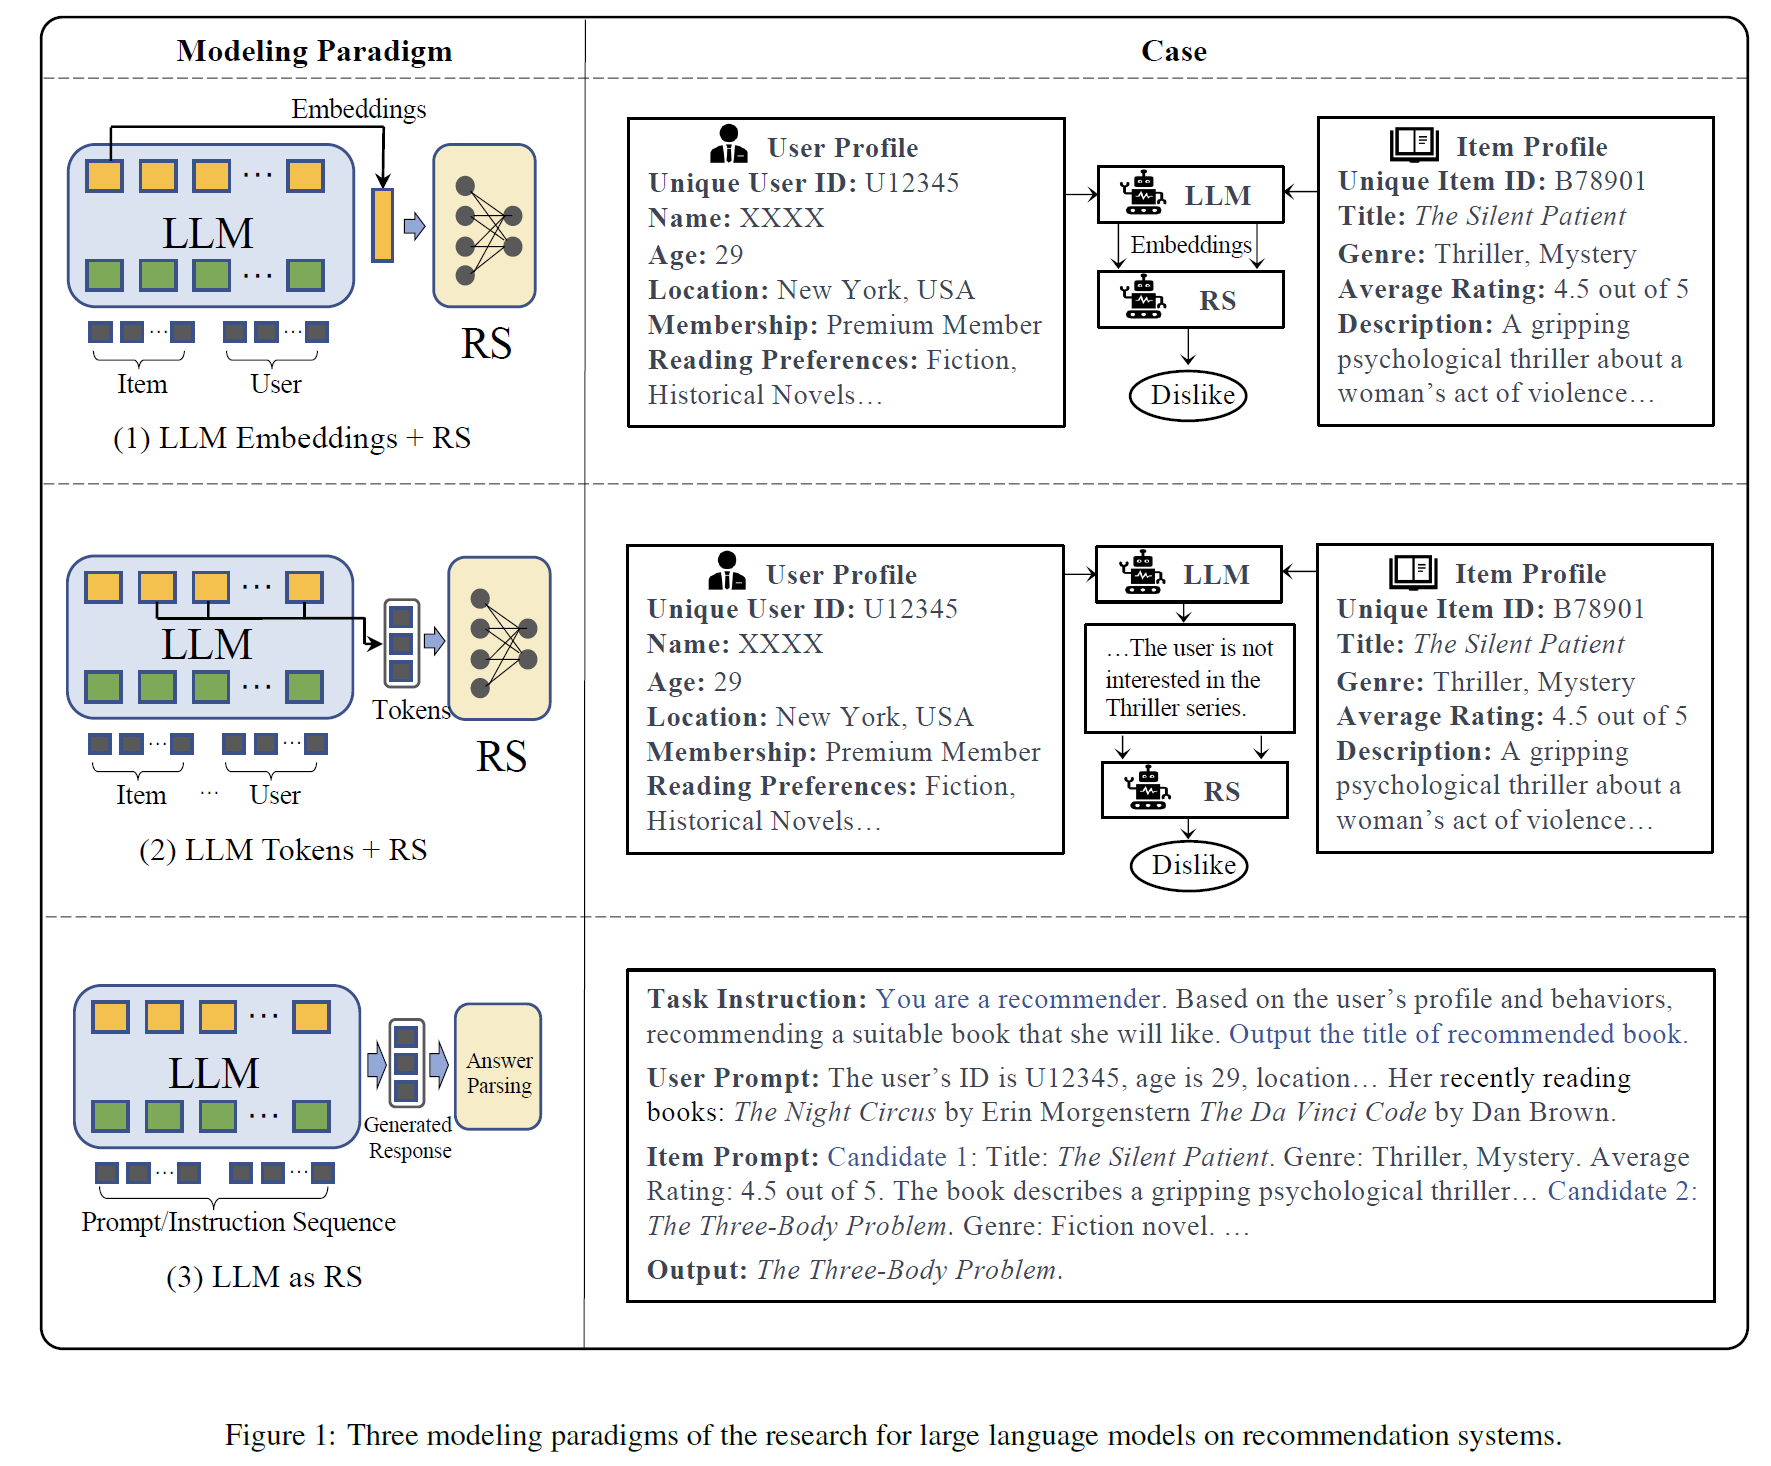 Modeling Paradigm
Case
Embeddings
LLM
Item
User
RS
(1) LLM Embeddings + RS
User Profile
Unique User ID: U12345
Name: XXXX
Age: 29
Location: New York, USA
Membership: Premium Member
Reading Preferences: Fiction,
Historical Novels…
LLM
Embeddings
RS
Dislike
Item Profile
Unique Item ID: B78901
Title: The Silent Patient
Genre: Thriller, Mystery
Average Rating: 4.5 out of 5
Description: A gripping
psychological thriller about a
woman’s act of violence…
LLM
Tokens
Item
…
User
RS
(2) LLM Tokens + RS
User Profile
Unique User ID: U12345
Name: XXXX
Age: 29
Location: New York, USA
Membership: Premium Member
Reading Preferences: Fiction,
Historical Novels…
LLM
…The user is not
interested in the
Thriller series.
RS
Dislike
Item Profile
Unique Item ID: B78901
Title: The Silent Patient
Genre: Thriller, Mystery
Average Rating: 4.5 out of 5
Description: A gripping
psychological thriller about a
woman’s act of violence…
LLM
Generated
Response
Answer
Parsing
Prompt/Instruction Sequence
(3) LLM as RS
Task Instruction: You are a recommender. Based on the user’s profile and behaviors,
recommending a suitable book that she will like. Output the title of recommended book.
User Prompt: The user’s ID is U12345, age is 29, location… Her recently reading
books: The Night Circus by Erin Morgenstern The Da Vinci Code by Dan Brown.
Item Prompt: Candidate 1: Title: The Silent Patient. Genre: Thriller, Mystery. Average
Rating: 4.5 out of 5. The book describes a gripping psychological thriller… Candidate 2:
The Three-Body Problem. Genre: Fiction novel. …
Output: The Three-Body Problem.
Figure 1: Three modeling paradigms of the research for large language models on recommendation systems.